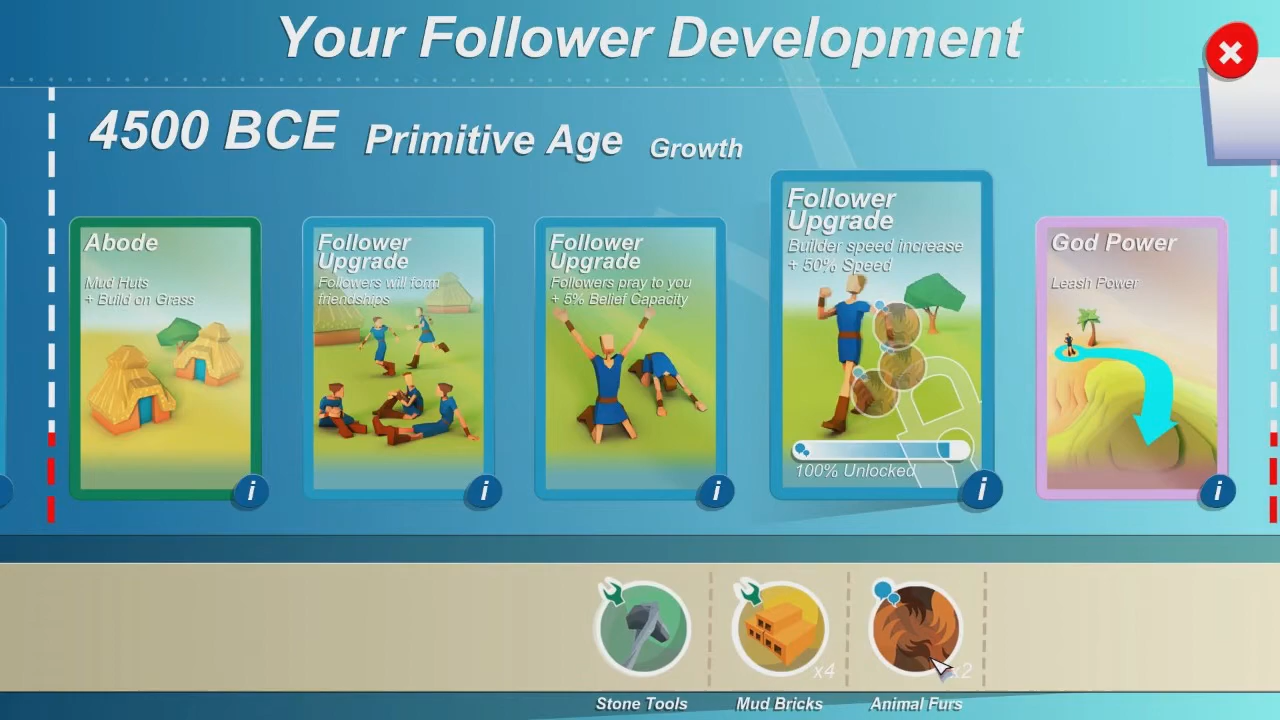 Your Follower Development
4500 BCE Primitive Age Growth
Abode
Mud Huts
+ Build on Grass
i
Follower
Upgrade
Followers will form
friendships
i
Follower
Upgrade
Followers pray to you
+ 5% Belief Capacity
i
Follower
Upgrade
Builder speed increase
+ 50% Speed
100% Unlocked
i
God Power
Leash Power
i
Stone Tools
x4
Mud Bricks
x2
Animal Furs